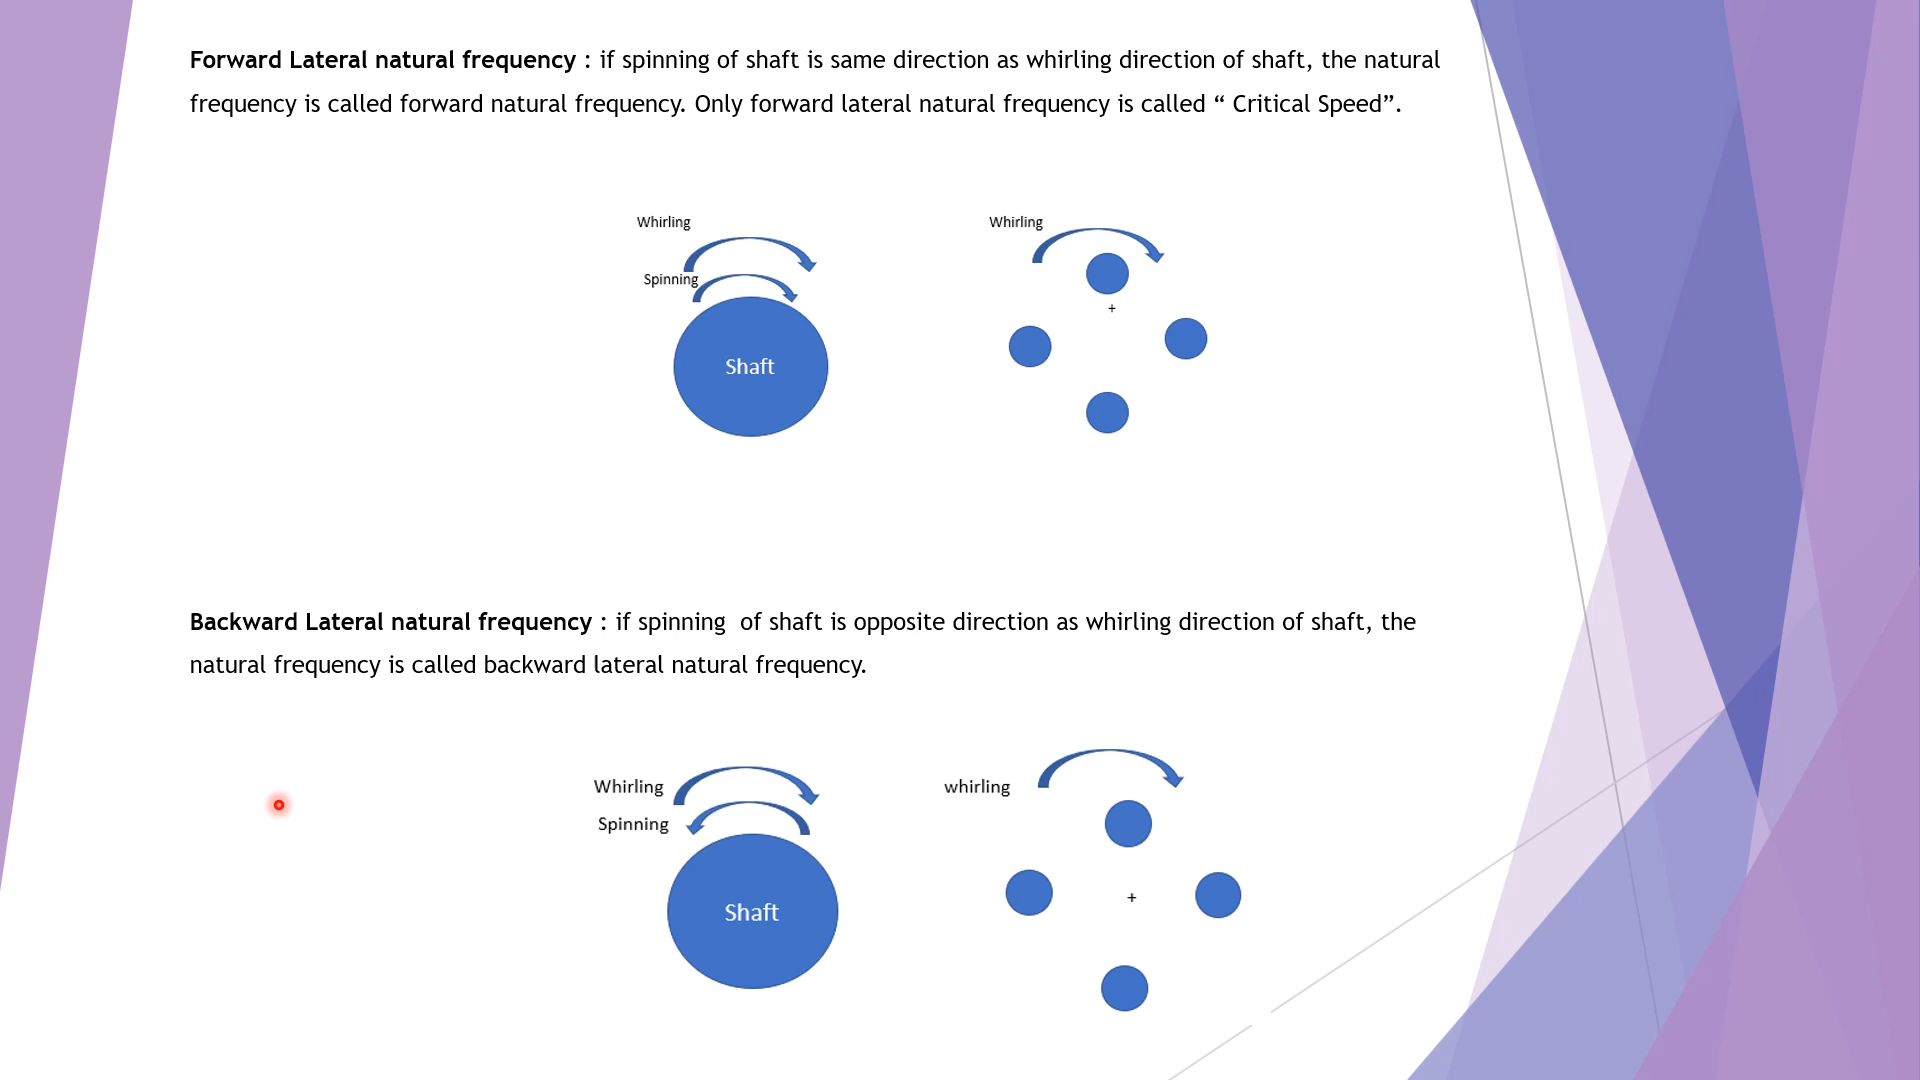 Forward Lateral natural frequency : if spinning of shaft is same direction as whirling direction of shaft, the natural
frequency is called forward natural frequency. Only forward lateral natural frequency is called “ Critical Speed”.
Whirling
Spinning
Shaft
Whirling
+
Backward Lateral natural frequency : if spinning  of shaft is opposite direction as whirling direction of shaft, the
natural frequency is called backward lateral natural frequency.
Whirling
Spinning
Shaft
whirling
+